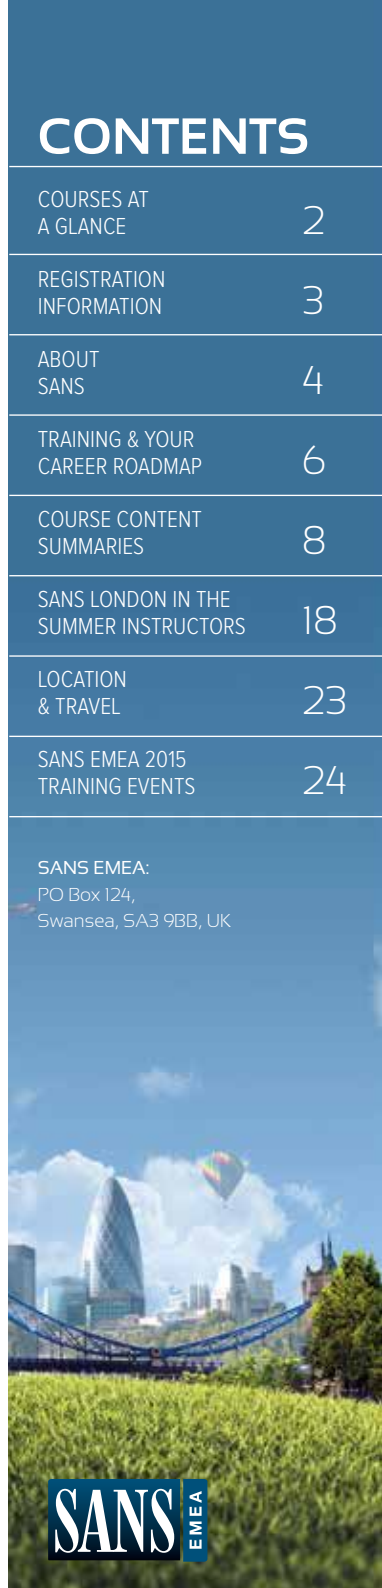 CONTENTS
COURSES AT
A GLANCE 2
REGISTRATION
INFORMATION 3
ABOUT
SANS 4
TRAINING & YOUR
CAREER ROADMAP 6
COURSE CONTENT
SUMMARIES 8
SANS LONDON IN THE
SUMMER INSTRUCTORS 18
LOCATION
& TRAVEL 23
SANS EMEA 2015
TRAINING EVENTS 24
SANS EMEA:
PO Box 124,
Swansea, SA3 9BB, UK
SANS EMEA